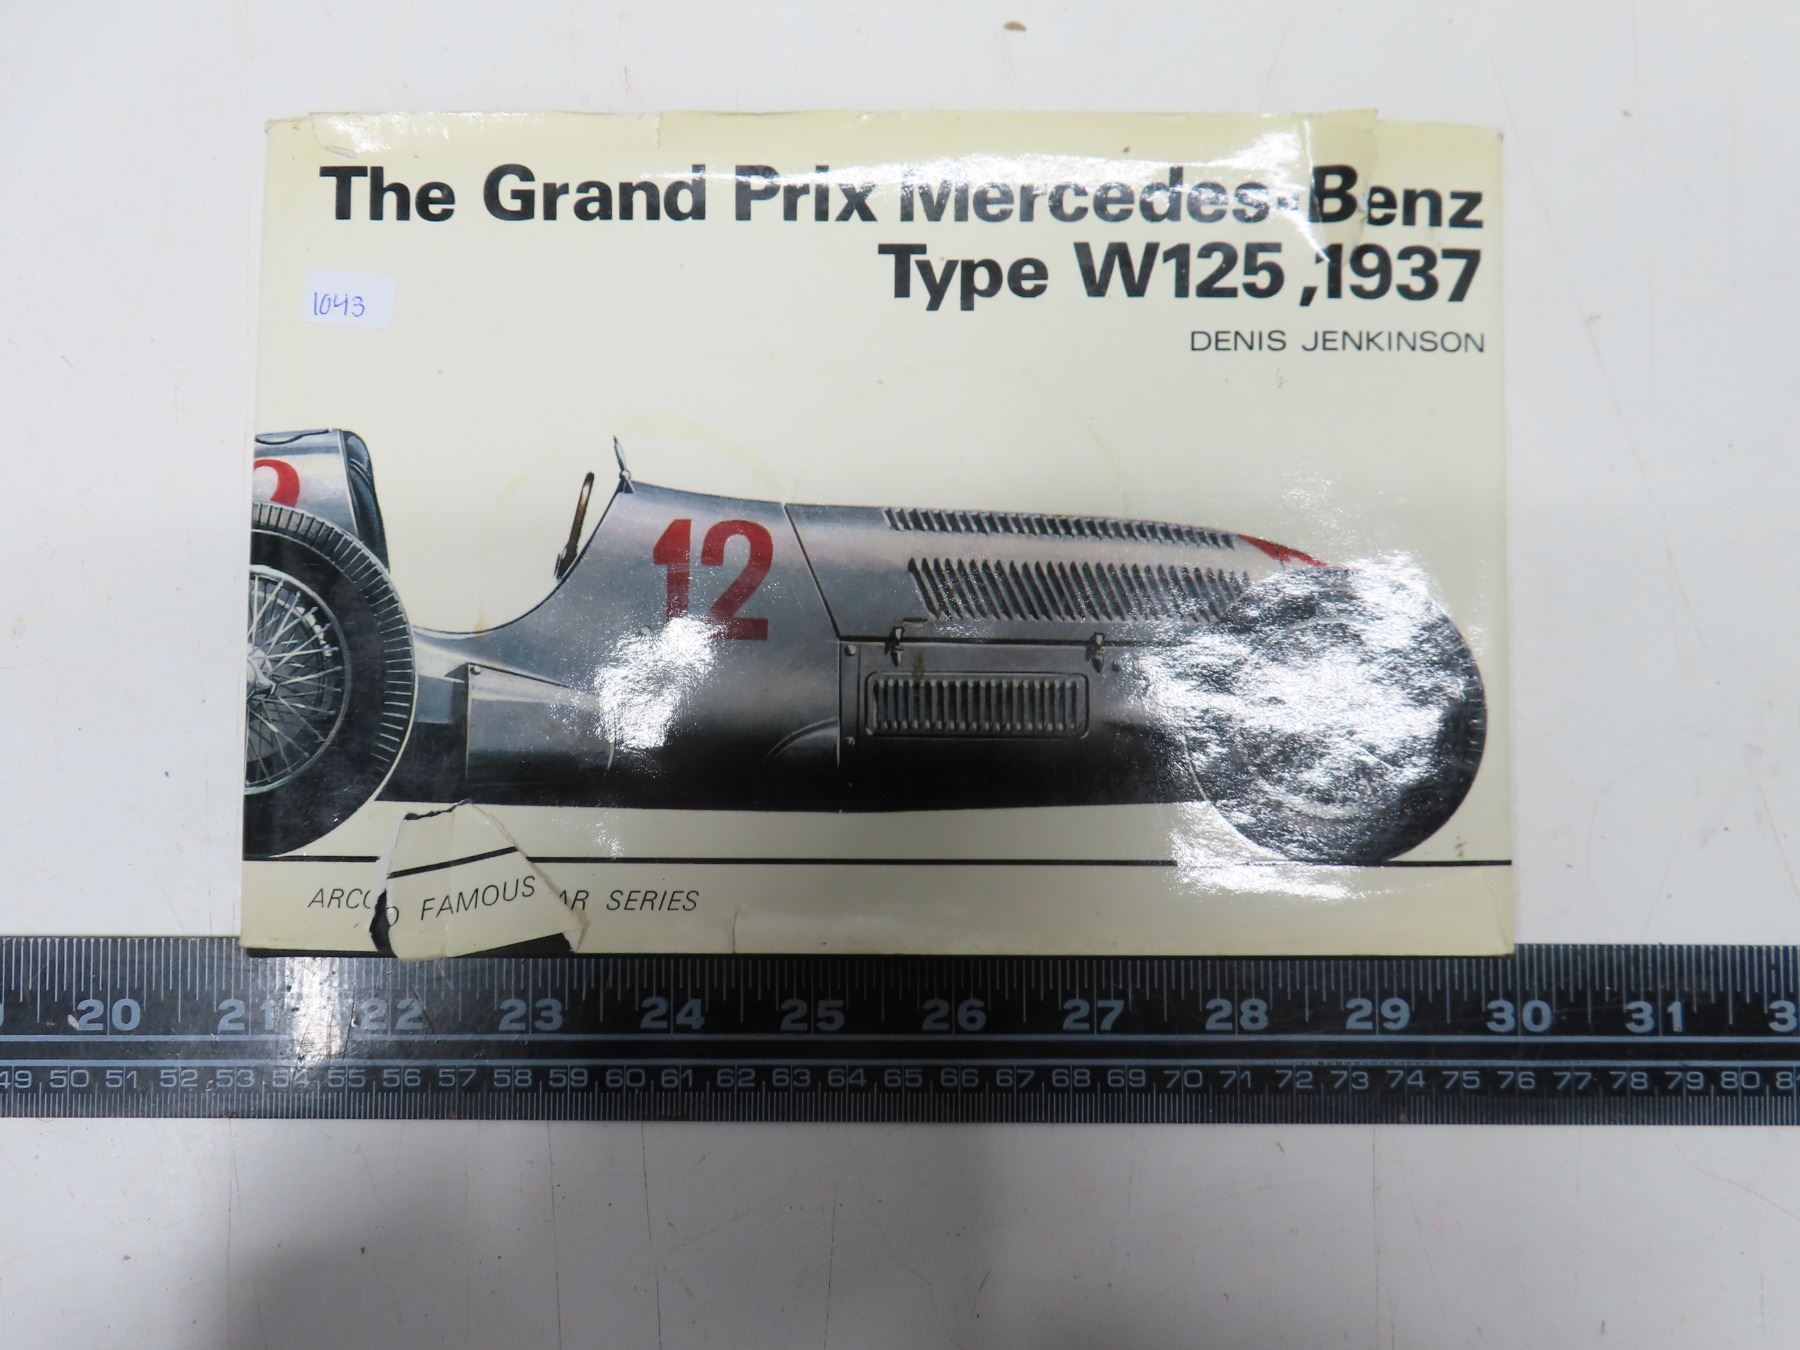 The Grand Prix Mercedes-Benz
Type W125, 1937
1043
DENIS JENKINSON
12
ARCO FAMOUS AR SERIES
20 21 22 23 24 25 26 27 28 29 30 31
49 50 51 52 53 54 55 56 57 58 59 60 61 62 63 64 65 66 67 68 69 70 71 72 73 74 75 76 77 78 79 80